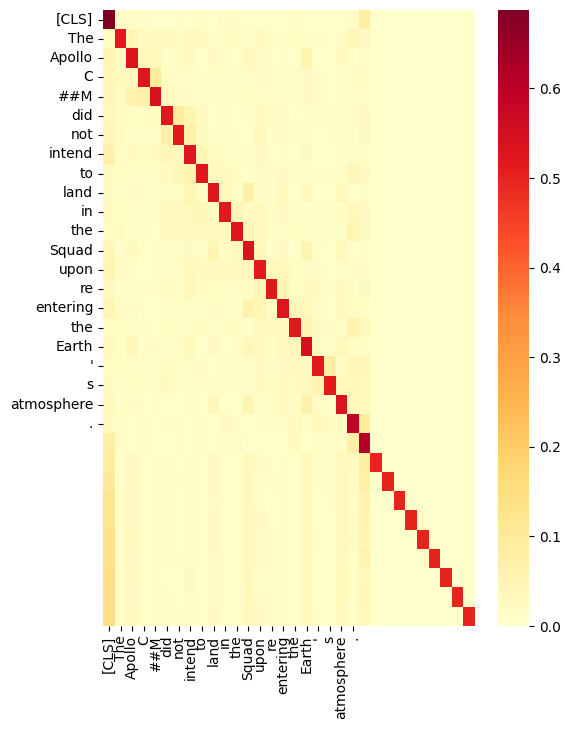 [CLS]
The
Apollo
C
##M
did
not
intend
to
land
in
the
Squad
upon
re
entering
the
Earth
'
s
atmosphere
.
0.6
0.5
0.4
0.3
0.2
0.1
0.0
[CLS]
The
Apollo
C
##M
did
not
intend
to
land
in
the
Squad
upon
re
entering
the
Earth
'
s
atmosphere
.